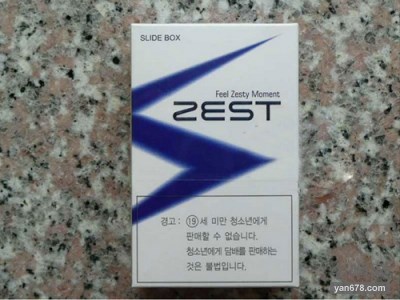 SLIDE BOX
Feel Zesty Moment
ZEST
경고 : ⑲세 미만 청소년에게
판매할 수 없습니다.
청소년에게 담배를 판매하는
것은 불법입니다.
yan678.com